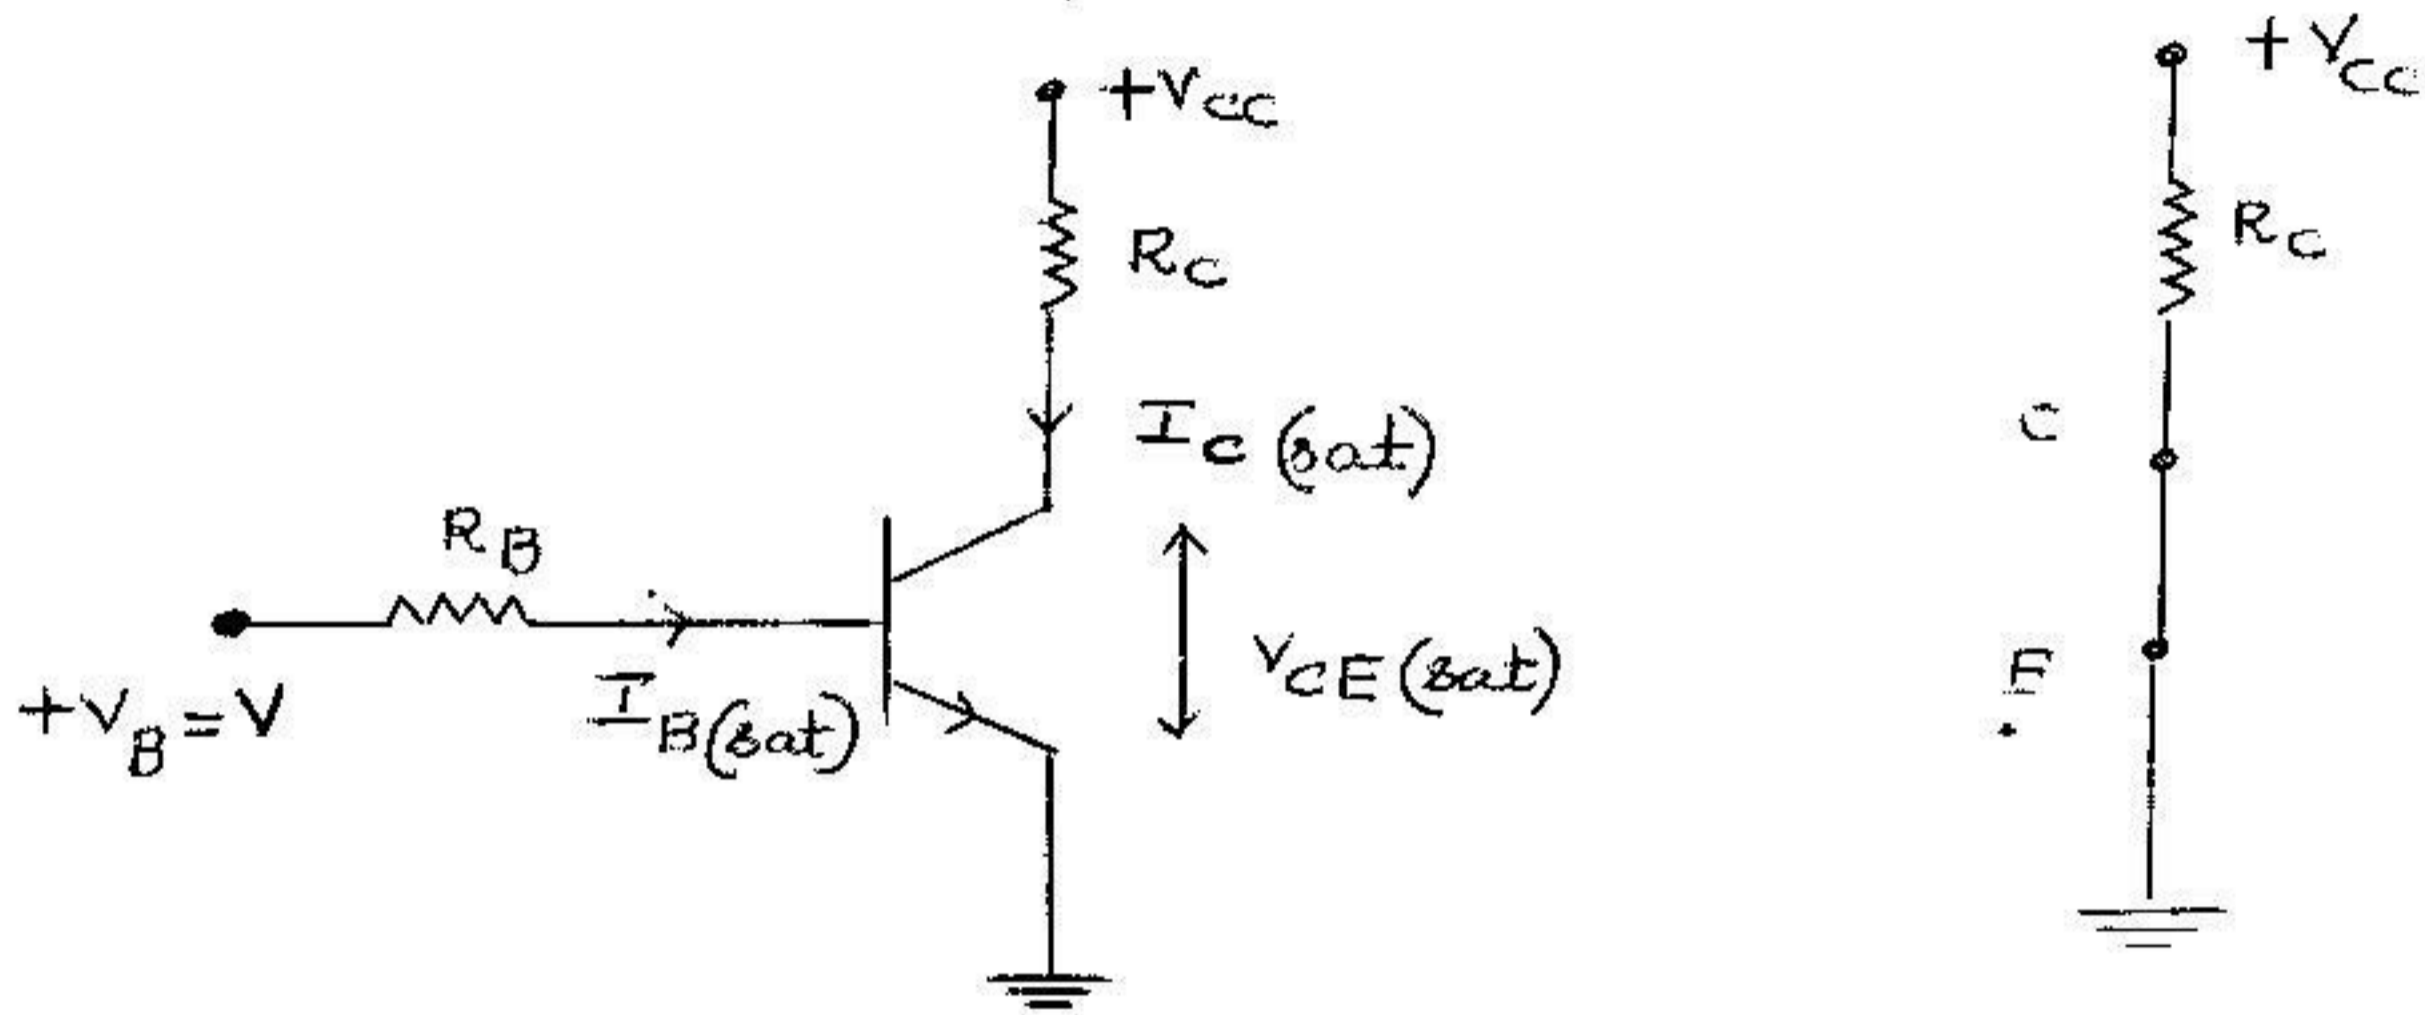 +VCC
RC
IC (sat)
RB
+VB = V
IB(sat)
VCE (sat)
+ VCC
RC
C
E